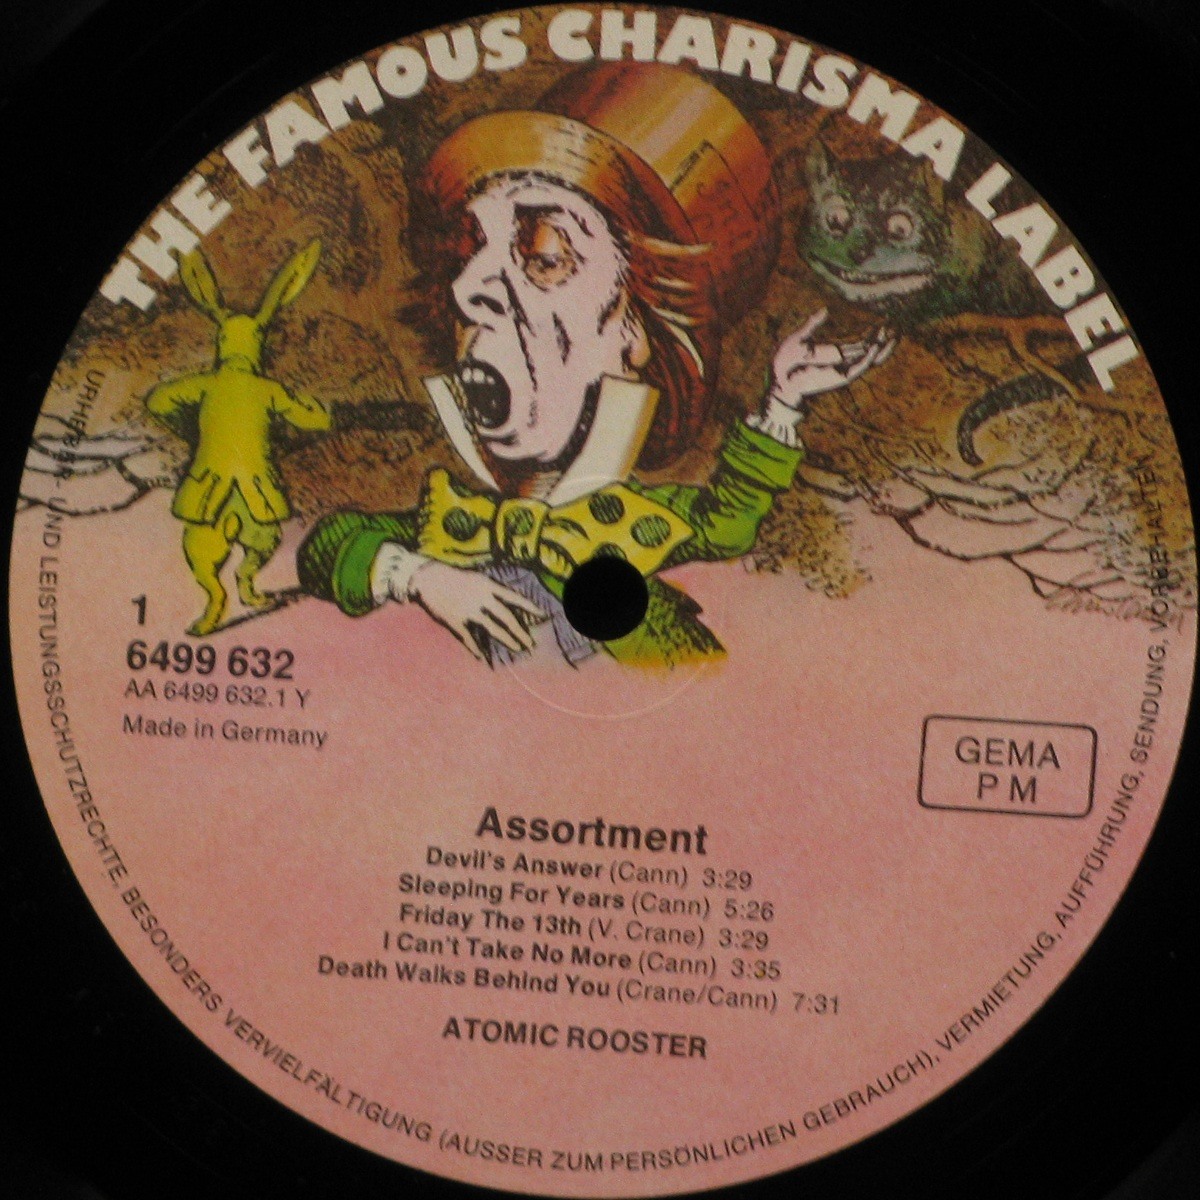 THE FAMOUS CHARISMA LABEL
1
6499 632
AA 6499 632.1 Y
Made in Germany
GEMA
P M
Assortment
Devil's Answer (Cann) 3:29
Sleeping For Years (Cann) 5:26
Friday The 13th (V. Crane) 3:29
I Can't Take No More (Cann) 3:35
Death Walks Behind You (Crane/Cann) 7:31
ATOMIC ROOSTER
URHEBER- UND LEISTUNGSSCHUTZRECHTE, BESONDERS VERVIELFÄLTIGUNG (AUSSER ZUM PERSÖNLICHEN GEBRAUCH), VERMIETUNG, AUFFÜHRUNG, SENDUNG, VORBEHALTEN